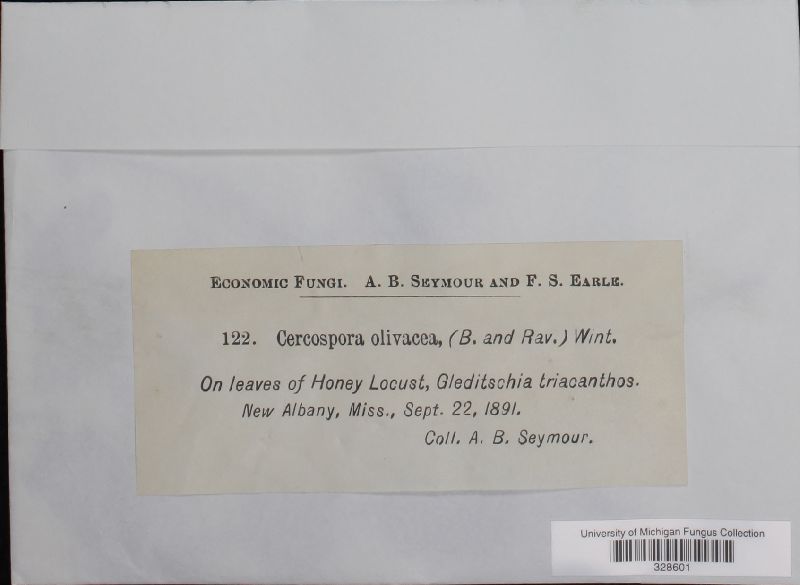 Economic Fungi. A. B. Seymour and F. S. Earle.
122. Cercospora olivacea, (B. and Rav.) Wint.
On leaves of Honey Locust, Gleditschia triacanthos.
New Albany, Miss., Sept. 22, 1891.
Coll. A. B. Seymour.
University of Michigan Fungus Collection
328601